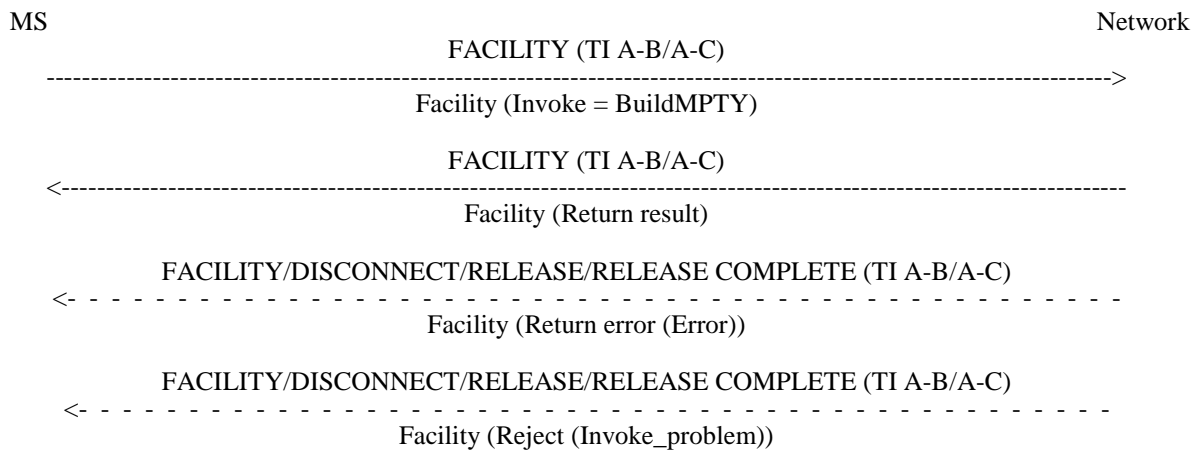 MS Network
FACILITY (TI A-B/A-C)
Facility (Invoke = BuildMPTY)
FACILITY (TI A-B/A-C)
Facility (Return result)
FACILITY/DISCONNECT/RELEASE/RELEASE COMPLETE (TI A-B/A-C)
Facility (Return error (Error))
FACILITY/DISCONNECT/RELEASE/RELEASE COMPLETE (TI A-B/A-C)
Facility (Reject (Invoke_problem))